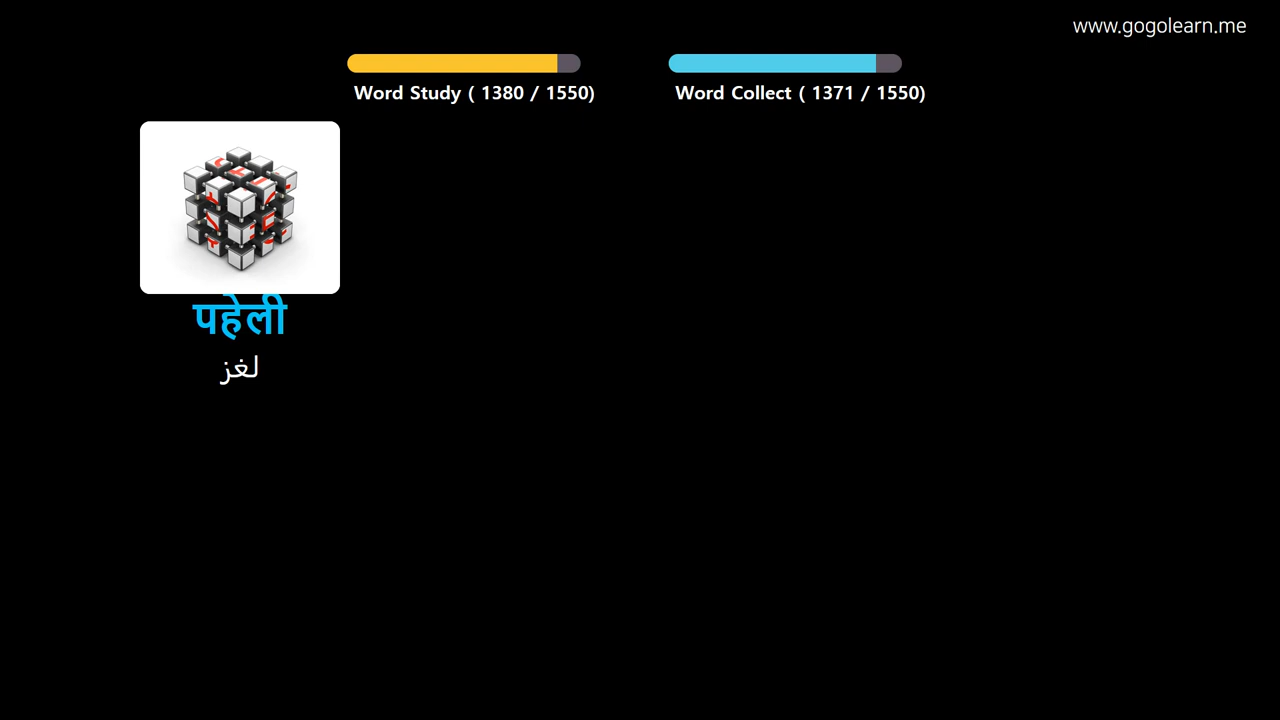 www.gogolearn.me
Word Study ( 1380 / 1550)
Word Collect ( 1371 / 1550)
पहेली
لغز